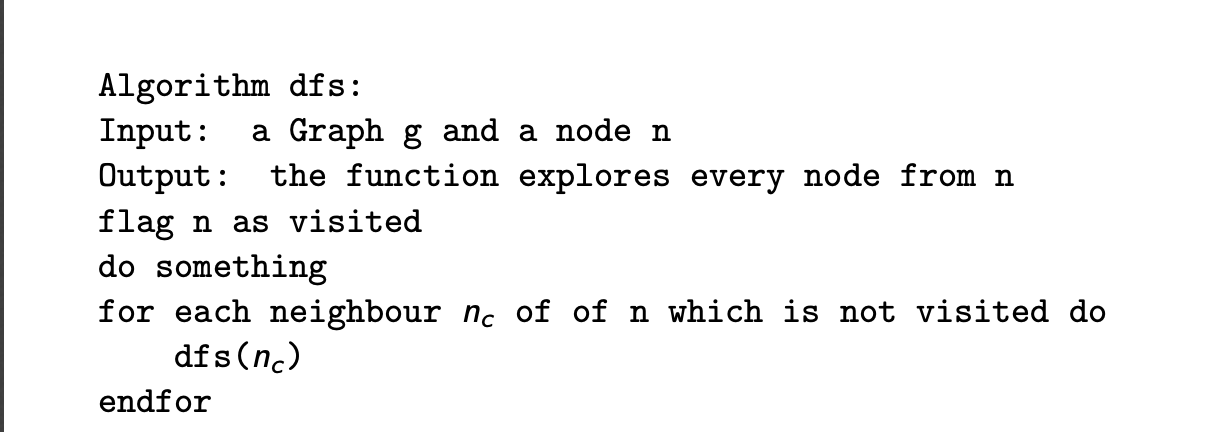 Algorithm dfs:
Input: a Graph g and a node n
Output: the function explores every node from n
flag n as visited
do something
for each neighbour n_c of of n which is not visited do
dfs(n_c)
endfor